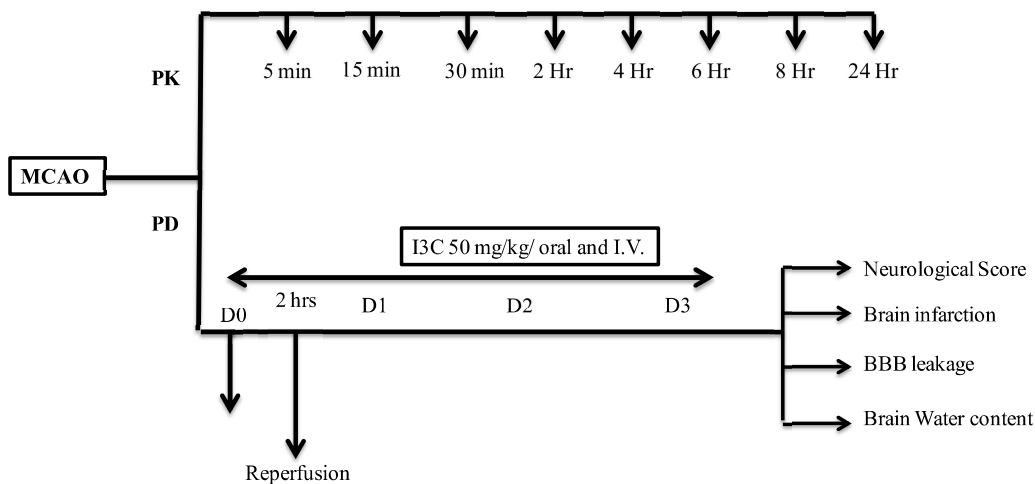 PK
5 min 15 min 30 min 2 Hr 4 Hr 6 Hr 8 Hr 24 Hr
MCAO
PD
I3C 50 mg/kg/ oral and I.V.
D0 2 hrs D1 D2 D3
Reperfusion
Neurological Score
Brain infarction
BBB leakage
Brain Water content